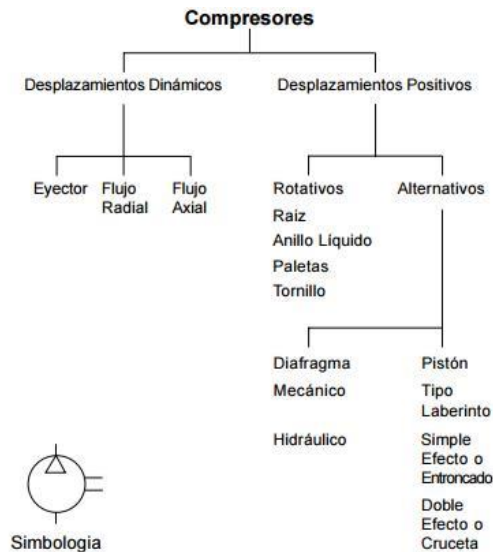 Compresores
Desplazamientos Dinámicos
Desplazamientos Positivos
Eyector
Flujo
Radial
Flujo
Axial
Rotativos
Raiz
Anillo Líquido
Paletas
Tornillo
Alternativos
Diafragma
Mecánico
Hidráulico
Pistón
Tipo
Laberinto
Simple
Efecto o
Entroncado
Doble
Efecto o
Cruceta
Simbologia